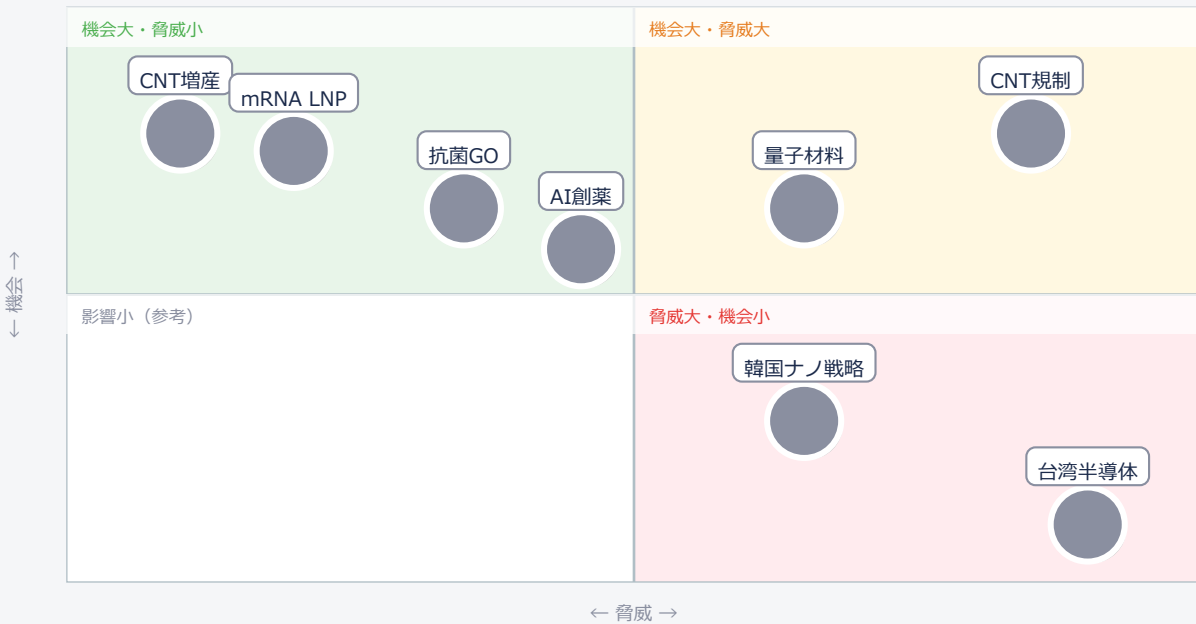 機会大・脅威小
機会大・脅威大
CNT増産
mRNA LNP
抗菌GO
AI創薬
量子材料
CNT規制
影響小（参考）
脅威大・機会小
韓国ナノ戦略
台湾半導体
← 機会 →
← 脅威 →